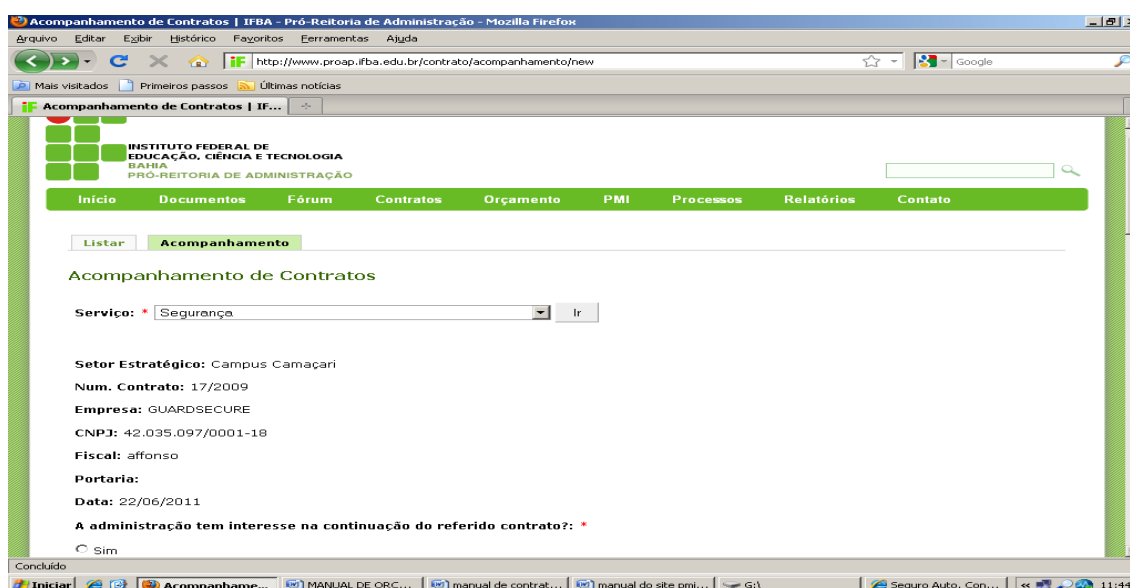 Acompanhamento de Contratos | IFBA - Pró-Reitoria de Administração - Mozilla Firefox
Arquivo Editar Exibir Histórico Favoritos Ferramentas Ajuda
http://www.proap.ifba.edu.br/contrato/acompanhamento/new Google
Mais visitados Primeiros passos Últimas notícias
Acompanhamento de Contratos | IF...
INSTITUTO FEDERAL DE
EDUCAÇÃO, CIÊNCIA E TECNOLOGIA
BAHIA
PRÓ-REITORIA DE ADMINISTRAÇÃO
Início Documentos Fórum Contratos Orçamento PMI Processos Relatórios Contato
Listar Acompanhamento
Acompanhamento de Contratos
Serviço: * Segurança Ir
Setor Estratégico: Campus Camaçari
Num. Contrato: 17/2009
Empresa: GUARDSECURE
CNPJ: 42.035.097/0001-18
Fiscal: affonso
Portaria:
Data: 22/06/2011
A administração tem interesse na continuação do referido contrato?: *
Sim
Concluído
Iniciar Acompanhame... MANUAL DE ORC... manual de contrat... manual do site pmi... G:\ Seguro Auto, Con... « 11:44